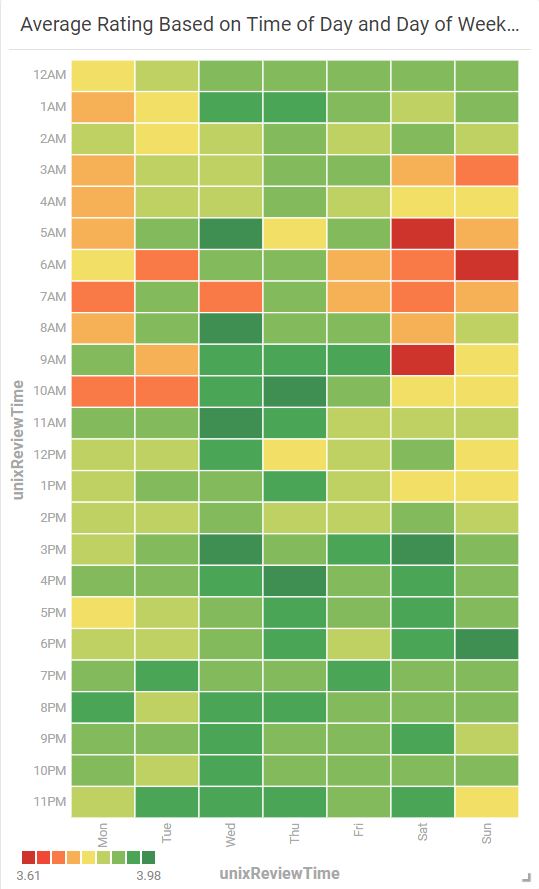 Average Rating Based on Time of Day and Day of Week...
12AM
1AM
2AM
3AM
4AM
5AM
6AM
7AM
8AM
9AM
10AM
11AM
12PM
1PM
2PM
3PM
4PM
5PM
6PM
7PM
8PM
9PM
10PM
11PM
unixReviewTime
Mon
Tue
Wed
Thu
Fri
Sat
Sun
3.61
3.98
unixReviewTime